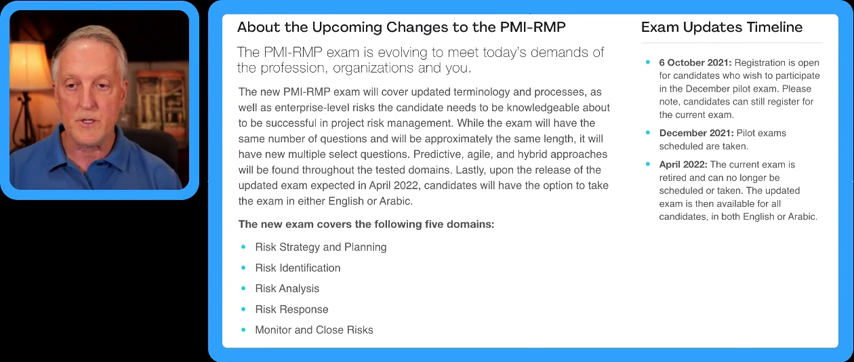 About the Upcoming Changes to the PMI-RMP
The PMI-RMP exam is evolving to meet today's demands of
the profession, organizations and you.
The new PMI-RMP exam will cover updated terminology and processes, as
well as enterprise-level risks the candidate needs to be knowledgeable about
to be successful in project risk management. While the exam will have the
same number of questions and will be approximately the same length, it will
have new multiple select questions. Predictive, agile, and hybrid approaches
will be found throughout the tested domains. Lastly, upon the release of the
updated exam expected in April 2022, candidates will have the option to take
the exam in either English or Arabic.
The new exam covers the following five domains:
• Risk Strategy and Planning
• Risk Identification
• Risk Analysis
• Risk Response
• Monitor and Close Risks
Exam Updates Timeline
• 6 October 2021: Registration is open
for candidates who wish to participate
in the December pilot exam. Please
note, candidates can still register for
the current exam.
• December 2021: Pilot exams
scheduled are taken.
• April 2022: The current exam is
retired and can no longer be
scheduled or taken. The updated
exam is then available for all
candidates, in both English or Arabic.